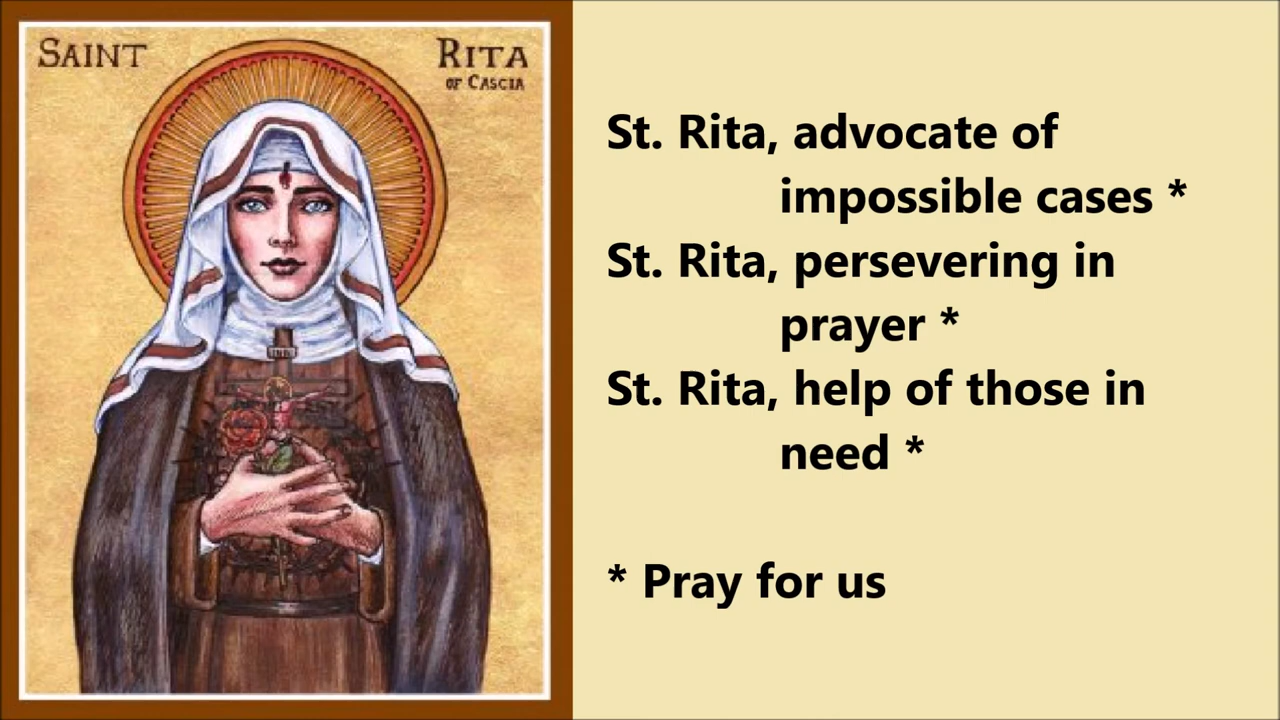 SAINT RITA
OF CASCIA
INRI
St. Rita, advocate of
impossible cases *
St. Rita, persevering in
prayer *
St. Rita, help of those in
need *
* Pray for us